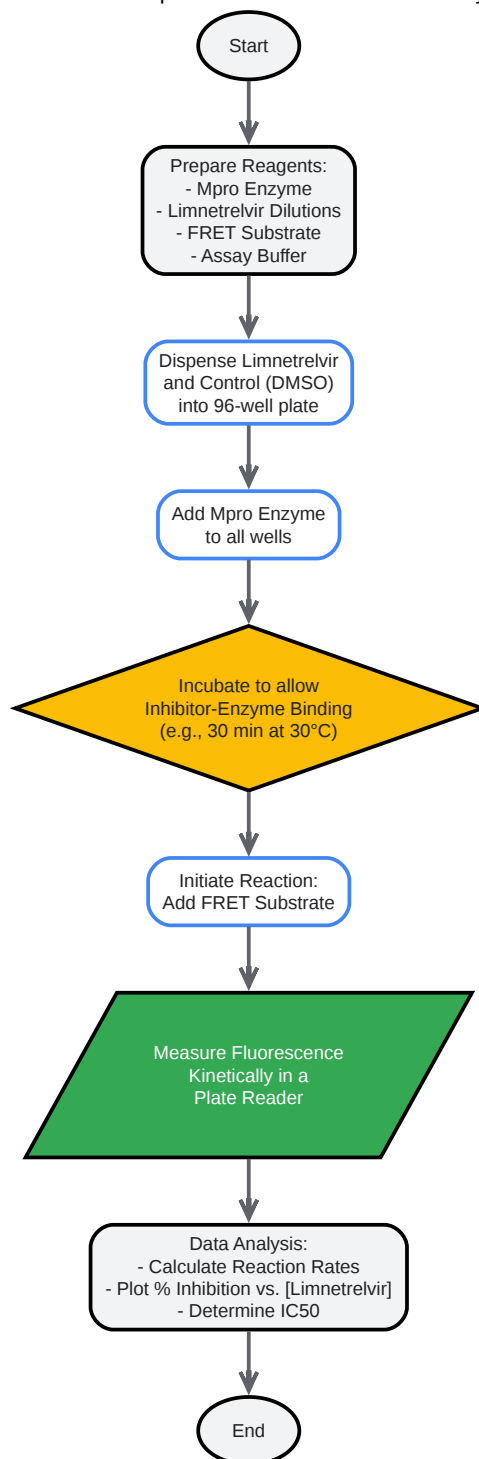 Start
Prepare Reagents:
- Mpro Enzyme
- Limnetrelvir Dilutions
- FRET Substrate
- Assay Buffer
Dispense Limnetrelvir
and Control (DMSO)
into 96-well plate
Add Mpro Enzyme
to all wells
Incubate to allow
Inhibitor-Enzyme Binding
(e.g., 30 min at 30°C)
Initiate Reaction:
Add FRET Substrate
Measure Fluorescence
Kinetically in a
Plate Reader
Data Analysis:
- Calculate Reaction Rates
- Plot % Inhibition vs. [Limnetrelvir]
- Determine IC50
End